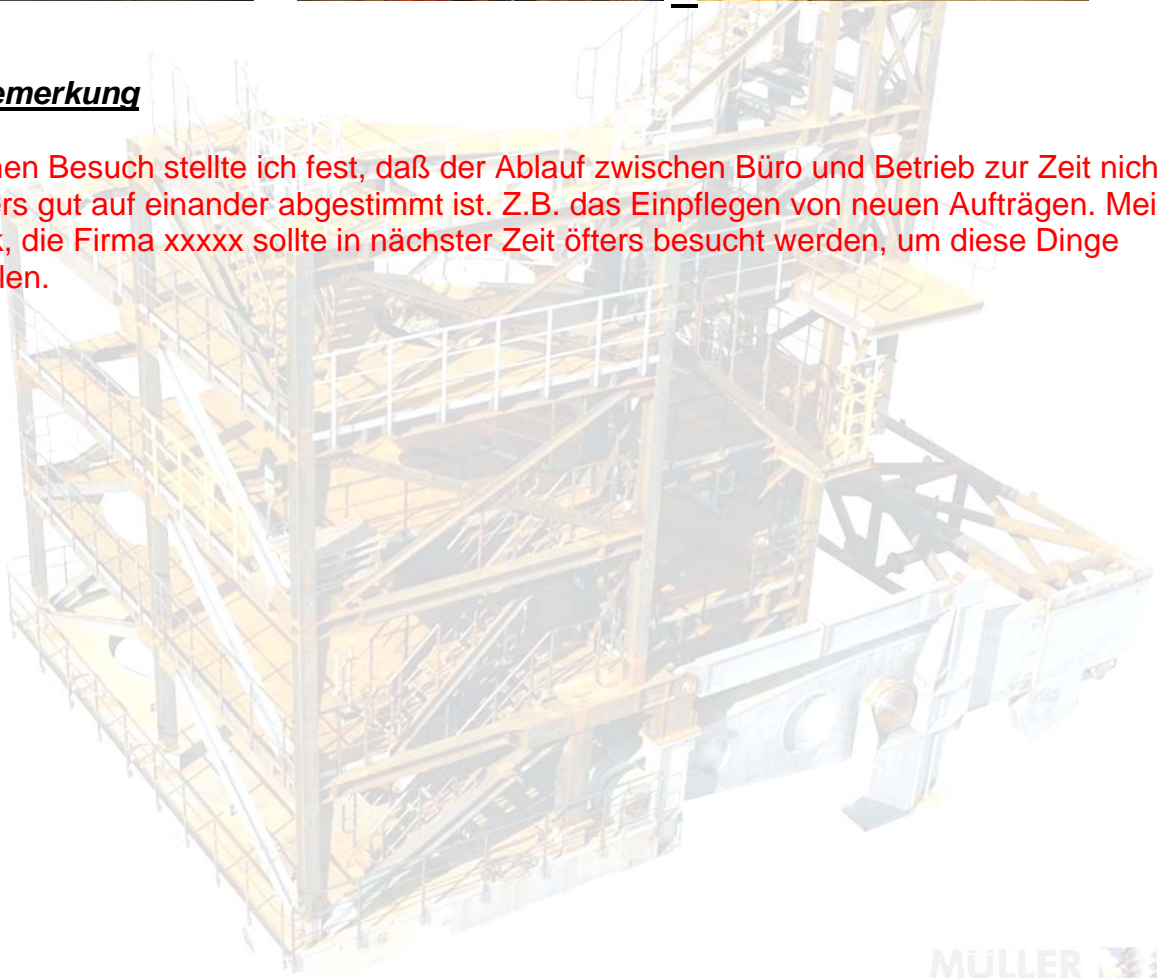 emerkung
nen Besuch stellte ich fest, daß der Ablauf zwischen Büro und Betrieb zur Zeit nich
ers gut auf einander abgestimmt ist. Z.B. das Einpflegen von neuen Aufträgen. Mei
k, die Firma xxxxx sollte in nächster Zeit öfters besucht werden, um diese Dinge
len.
MÜLLER